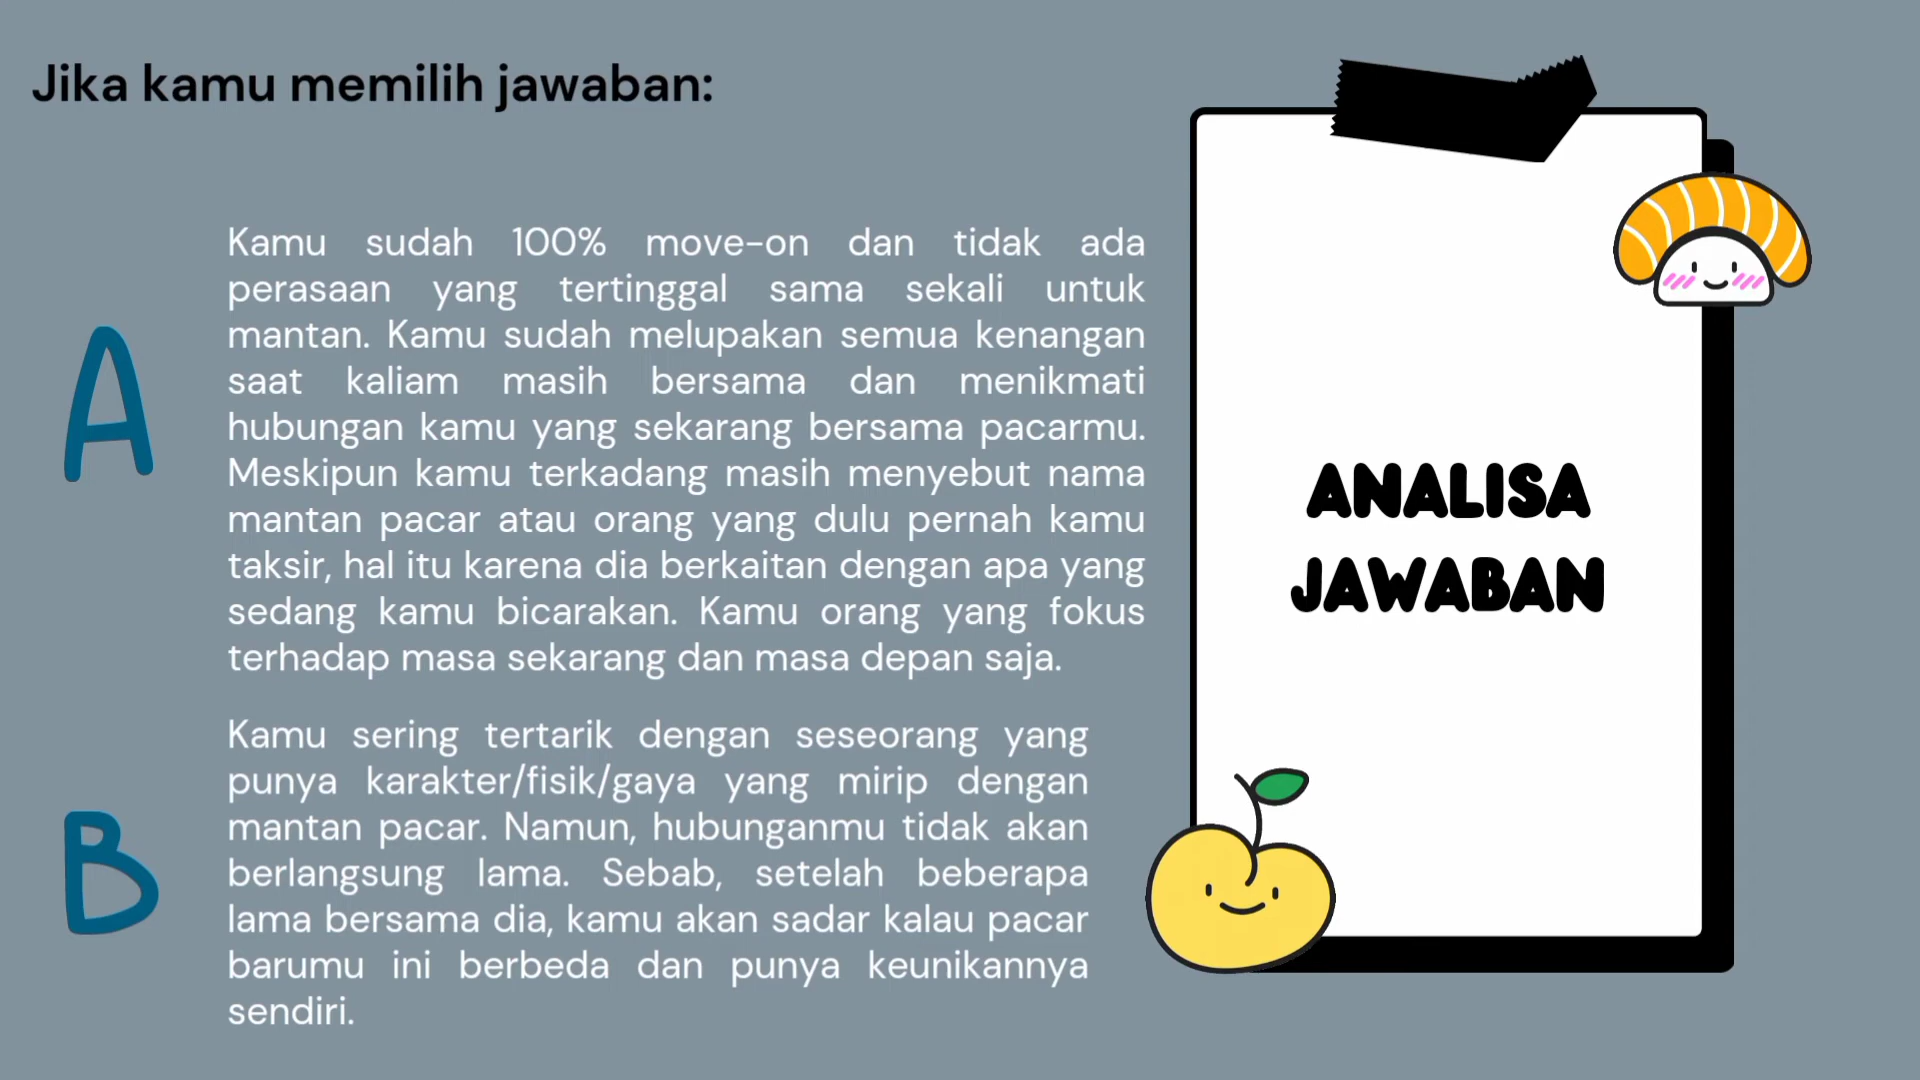 Jika kamu memilih jawaban:
A
Kamu sudah 100% move-on dan tidak ada
perasaan yang tertinggal sama sekali untuk
mantan. Kamu sudah melupakan semua kenangan
saat kaliam masih bersama dan menikmati
hubungan kamu yang sekarang bersama pacarmu.
Meskipun kamu terkadang masih menyebut nama
mantan pacar atau orang yang dulu pernah kamu
taksir, hal itu karena dia berkaitan dengan apa yang
sedang kamu bicarakan. Kamu orang yang fokus
terhadap masa sekarang dan masa depan saja.
B
Kamu sering tertarik dengan seseorang yang
punya karakter/fisik/gaya yang mirip dengan
mantan pacar. Namun, hubunganmu tidak akan
berlangsung lama. Sebab, setelah beberapa
lama bersama dia, kamu akan sadar kalau pacar
barumu ini berbeda dan punya keunikannya
sendiri.
ANALISA
JAWABAN